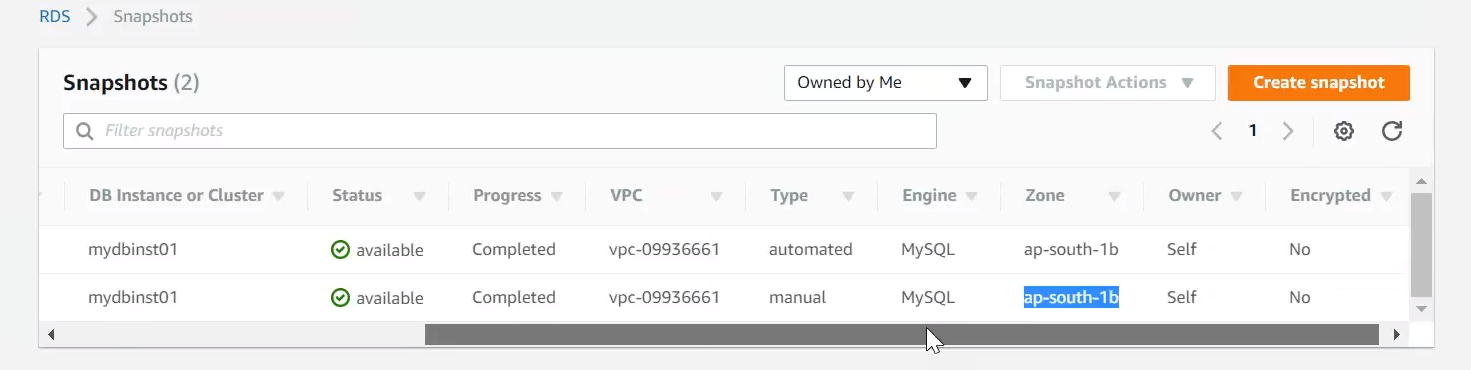 RDS > Snapshots
Snapshots (2) Owned by Me Snapshot Actions Create snapshot
Filter snapshots 1
DB Instance or Cluster Status Progress VPC Type Engine Zone Owner Encrypted
mydbinst01 available Completed vpc-09936661 automated MySQL ap-south-1b Self No
mydbinst01 available Completed vpc-09936661 manual MySQL ap-south-1b Self No